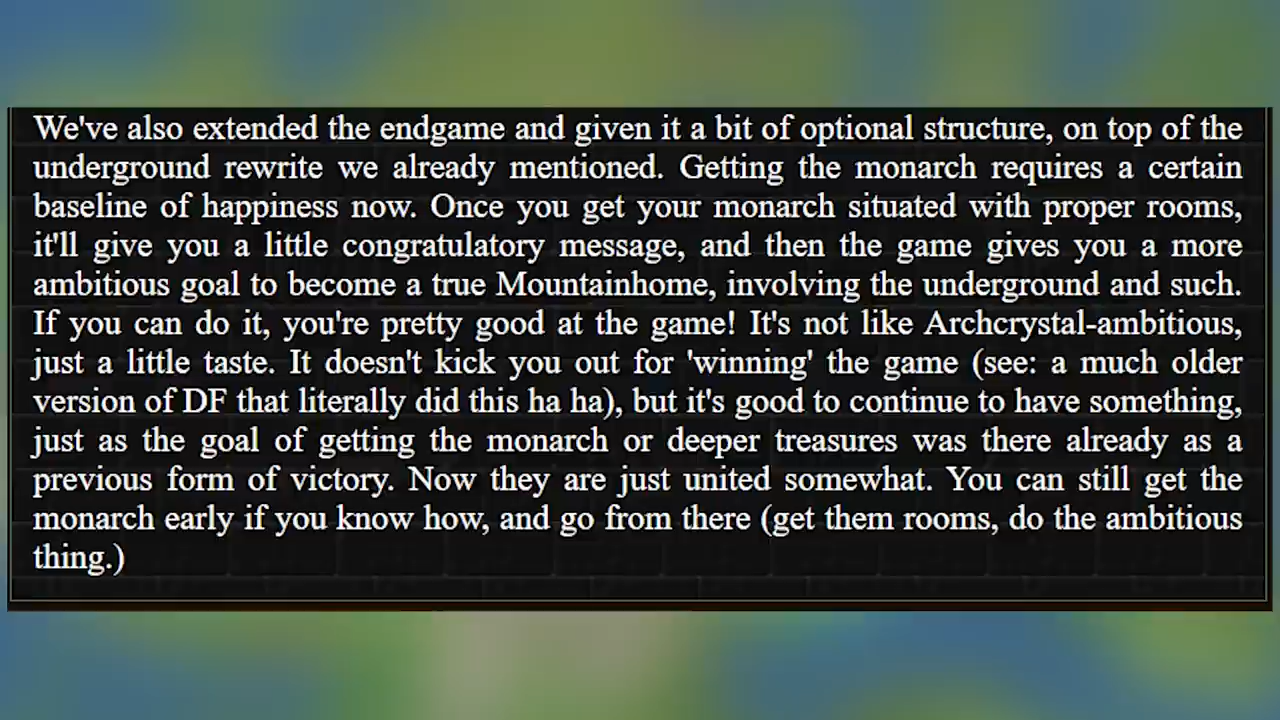 We've also extended the endgame and given it a bit of optional structure, on top of the
underground rewrite we already mentioned. Getting the monarch requires a certain
baseline of happiness now. Once you get your monarch situated with proper rooms,
it'll give you a little congratulatory message, and then the game gives you a more
ambitious goal to become a true Mountainhome, involving the underground and such.
If you can do it, you're pretty good at the game! It's not like Archcrystal-ambitious,
just a little taste. It doesn't kick you out for 'winning' the game (see: a much older
version of DF that literally did this ha ha), but it's good to continue to have something,
just as the goal of getting the monarch or deeper treasures was there already as a
previous form of victory. Now they are just united somewhat. You can still get the
monarch early if you know how, and go from there (get them rooms, do the ambitious
thing.)